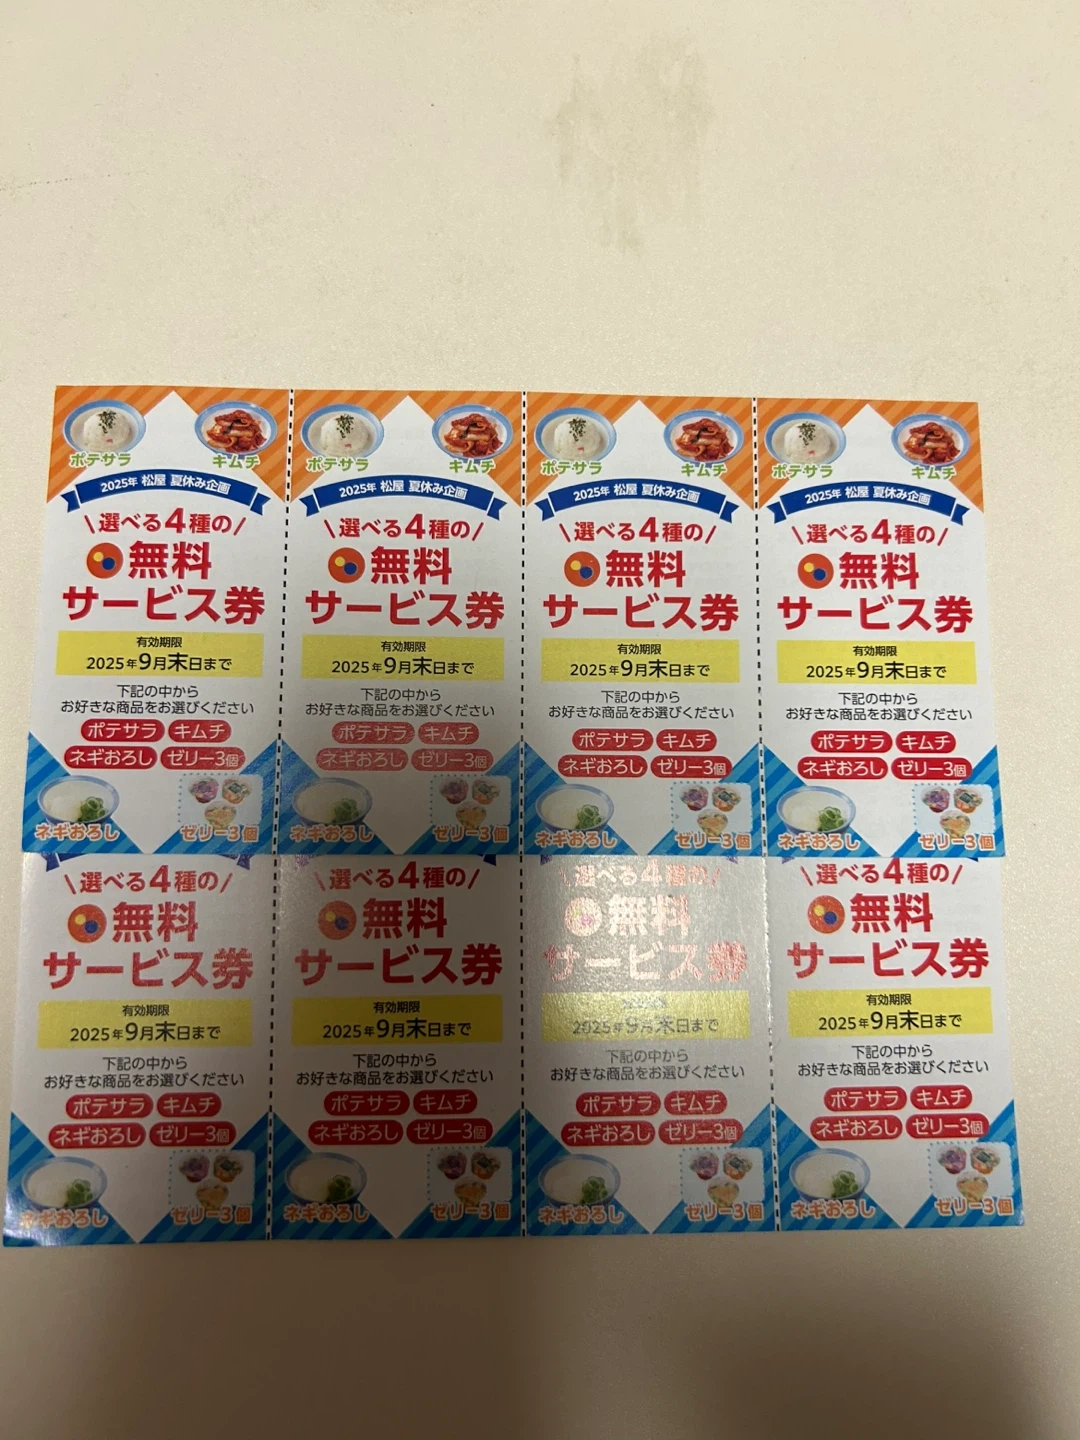 ポテサラ キムチ
2025年 松屋 夏休み企画
選べる4種の
無料
サービス券
有効期限
2025年9月末日まで
下記の中から
お好きな商品をお選びください
ポテサラ キムチ
ネギおろし ゼリー3個
ネギおろし ゼリー3個
ポテサラ キムチ
2025年 松屋 夏休み企画
選べる4種の
無料
サービス券
有効期限
2025年9月末日まで
下記の中から
お好きな商品をお選びください
ポテサラ キムチ
ネギおろし ゼリー3個
ネギおろし ゼリー3個
ポテサラ キムチ
2025年 松屋 夏休み企画
選べる4種の
無料
サービス券
有効期限
2025年9月末日まで
下記の中から
お好きな商品をお選びください
ポテサラ キムチ
ネギおろし ゼリー3個
ネギおろし ゼリー3個
ポテサラ キムチ
2025年 松屋 夏休み企画
選べる4種の
無料
サービス券
有効期限
2025年9月末日まで
下記の中から
お好きな商品をお選びください
ポテサラ キムチ
ネギおろし ゼリー3個
ネギおろし ゼリー3個
選べる4種の
無料
サービス券
有効期限
2025年9月末日まで
下記の中から
お好きな商品をお選びください
ポテサラ キムチ
ネギおろし ゼリー3個
ネギおろし ゼリー3個
選べる4種の
無料
サービス券
有効期限
2025年9月末日まで
下記の中から
お好きな商品をお選びください
ポテサラ キムチ
ネギおろし ゼリー3個
ネギおろし ゼリー3個
選べる4種の
無料
サービス券
2025年9月末日まで
下記の中から
お好きな商品をお選びください
ポテサラ キムチ
ネギおろし ゼリー3個
ネギおろし ゼリー3個
選べる4種の
無料
サービス券
有効期限
2025年9月末日まで
下記の中から
お好きな商品をお選びください
ポテサラ キムチ
ネギおろし ゼリー3個
ネギおろし ゼリー3個